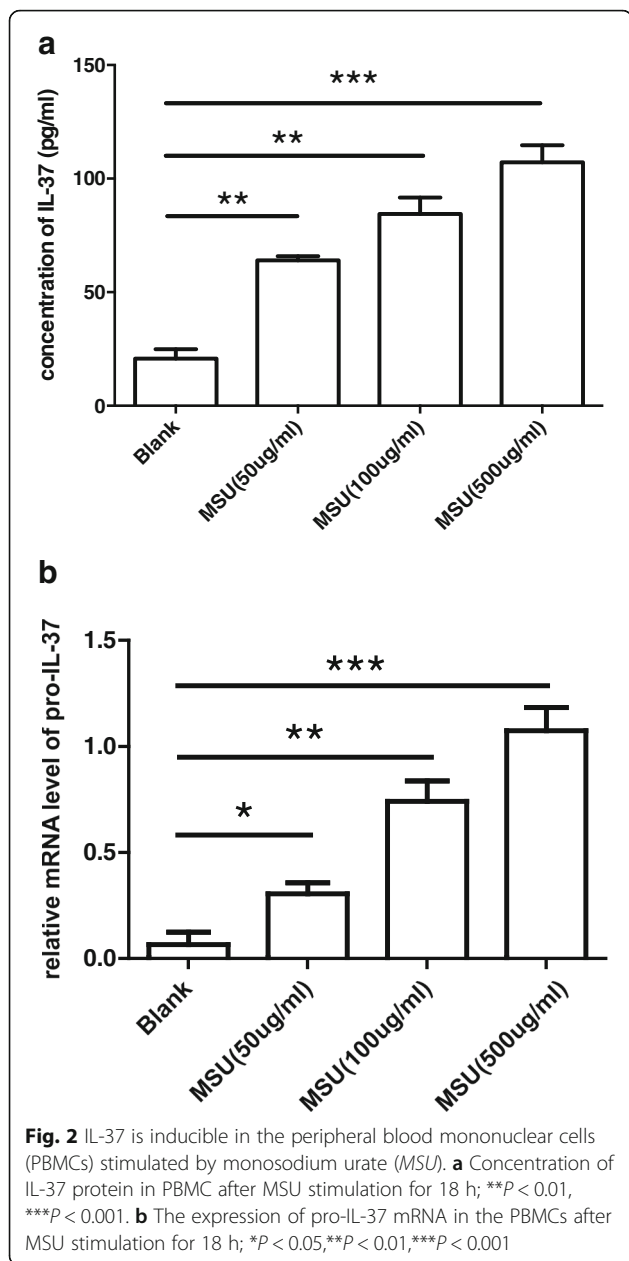 a
concentration of IL-37 (pg/ml)
150
100
50
0
***
**
**
Blank
MSU(50ug/ml)
MSU(100ug/ml)
MSU(500ug/ml)
b
relative mRNA level of pro-IL-37
1.5
1.0
0.5
0.0
***
**
*
Blank
MSU(50ug/ml)
MSU(100ug/ml)
MSU(500ug/ml)
Fig. 2 IL-37 is inducible in the peripheral blood mononuclear cells
(PBMCs) stimulated by monosodium urate (MSU). a Concentration of
IL-37 protein in PBMC after MSU stimulation for 18 h; **P < 0.01,
***P < 0.001. b The expression of pro-IL-37 mRNA in the PBMCs after
MSU stimulation for 18 h; *P < 0.05,**P < 0.01,***P < 0.001